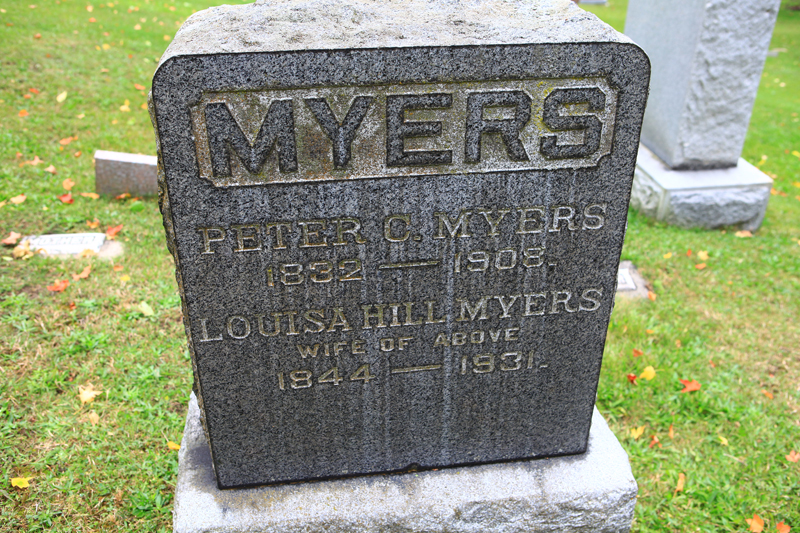 MYERS
PETER C. MYERS
1832 — 1908.
LOUISA HILL MYERS
WIFE OF ABOVE
1844 — 1931.